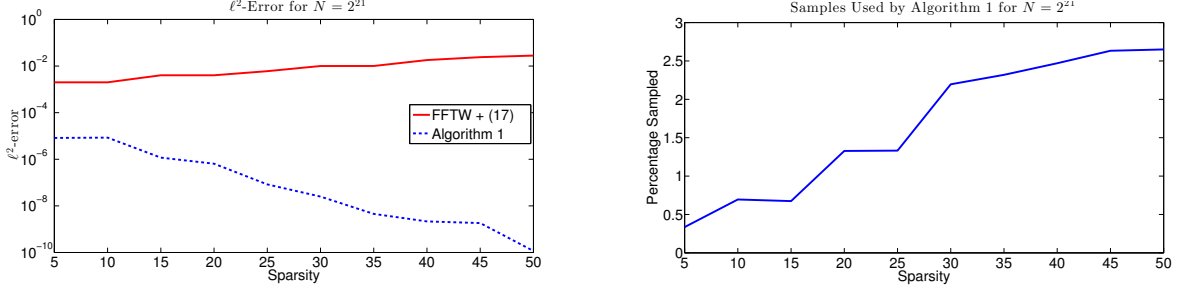 ℓ²-Error for N = 2²¹
10⁰
10⁻²
10⁻⁴
10⁻⁶
10⁻⁸
10⁻¹⁰
ℓ²-error
FFTW + (17)
Algorithm 1
5 10 15 20 25 30 35 40 45 50
Sparsity
Samples Used by Algorithm 1 for N = 2²¹
3
2.5
2
1.5
1
0.5
0
Percentage Sampled
5 10 15 20 25 30 35 40 45 50
Sparsity